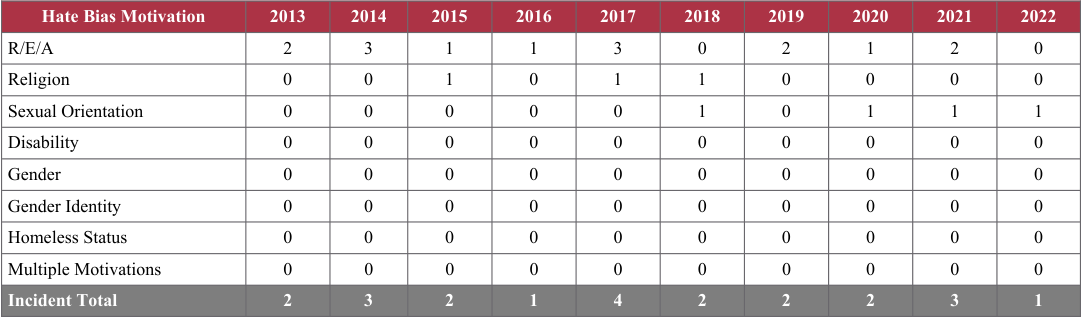 Hate Bias Motivation 2013 2014 2015 2016 2017 2018 2019 2020 2021 2022
R/E/A 2 3 1 1 3 0 2 1 2 0
Religion 0 0 1 0 1 1 0 0 0 0
Sexual Orientation 0 0 0 0 0 1 0 1 1 1
Disability 0 0 0 0 0 0 0 0 0 0
Gender 0 0 0 0 0 0 0 0 0 0
Gender Identity 0 0 0 0 0 0 0 0 0 0
Homeless Status 0 0 0 0 0 0 0 0 0 0
Multiple Motivations 0 0 0 0 0 0 0 0 0 0
Incident Total 2 3 2 1 4 2 2 2 3 1